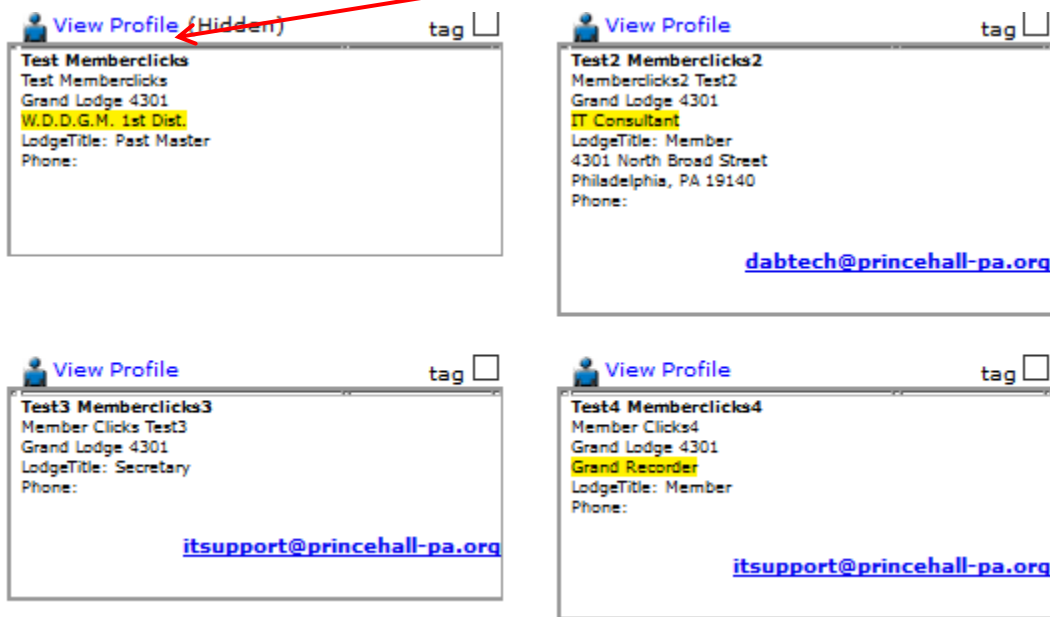 View Profile (Hidden) tag
Test Memberclicks
Test Memberclicks
Grand Lodge 4301
W.D.D.G.M. 1st Dist.
LodgeTitle: Past Master
Phone:
View Profile tag
Test2 Memberclicks2
Memberclicks2 Test2
Grand Lodge 4301
IT Consultant
LodgeTitle: Member
4301 North Broad Street
Philadelphia, PA 19140
Phone:
dabtech@princehall-pa.org
View Profile tag
Test3 Memberclicks3
Member Clicks Test3
Grand Lodge 4301
LodgeTitle: Secretary
Phone:
itsupport@princehall-pa.org
View Profile tag
Test4 Memberclicks4
Member Clicks4
Grand Lodge 4301
Grand Recorder
LodgeTitle: Member
Phone:
itsupport@princehall-pa.org